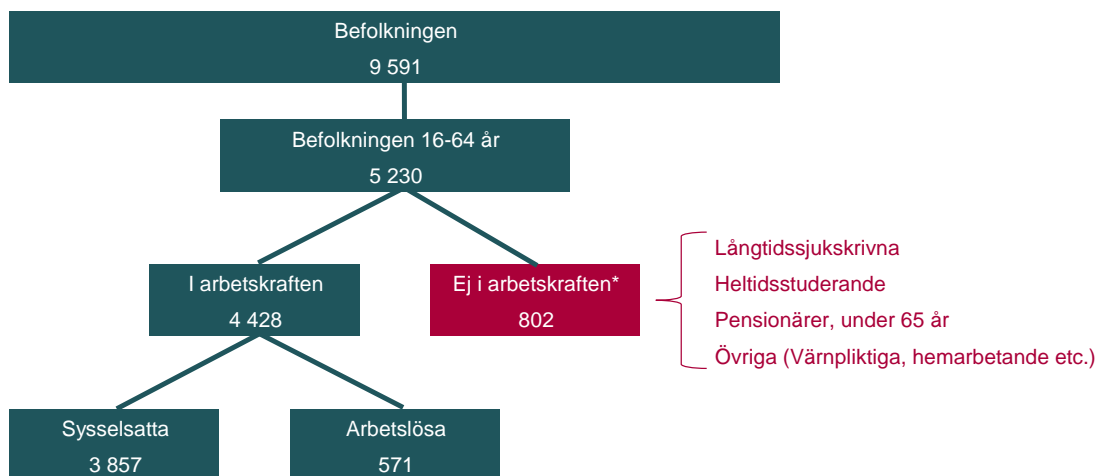 Befolkningen
9 591
Befolkningen 16-64 år
5 230
I arbetskraften
4 428
Ej i arbetskraften*
802
Långtidssjukskrivna
Heltidsstuderande
Pensionärer, under 65 år
Övriga (Värnpliktiga, hemarbetande etc.)
Sysselsatta
3 857
Arbetslösa
571